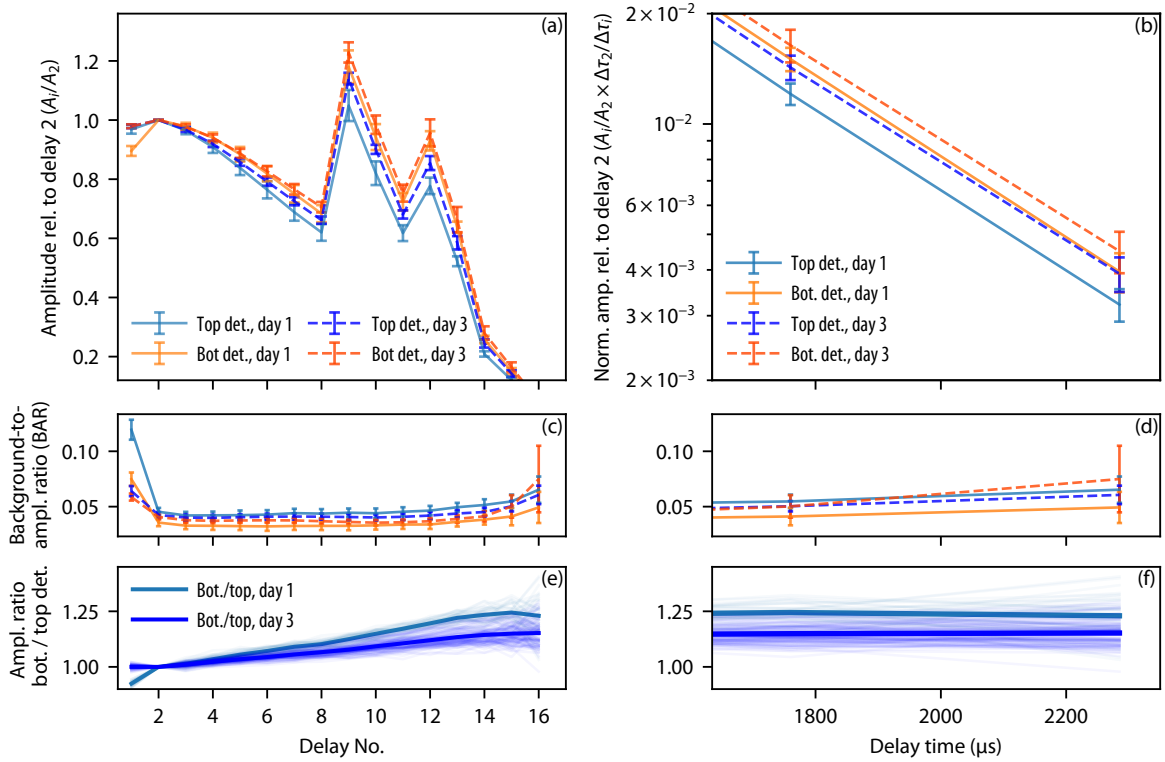 (a)
Amplitude rel. to delay 2 (A_i/A_2)
1.2
1.0
0.8
0.6
0.4
0.2
Top det., day 1
Bot det., day 1
Top det., day 3
Bot det., day 3
(b)
Norm. amp. rel. to delay 2 (A_i/A_2 × Δτ_2/Δτ_i)
2 × 10⁻²
10⁻²
6 × 10⁻³
4 × 10⁻³
3 × 10⁻³
2 × 10⁻³
Top det., day 1
Bot. det., day 1
Top det., day 3
Bot. det., day 3
(c)
Background-to-
ampl. ratio (BAR)
0.10
0.05
(d)
0.10
0.05
(e)
Ampl. ratio
bot. / top det.
1.25
1.00
Bot./top, day 1
Bot./top, day 3
2
4
6
8
10
12
14
16
Delay No.
(f)
1.25
1.00
1800
2000
2200
Delay time (μs)